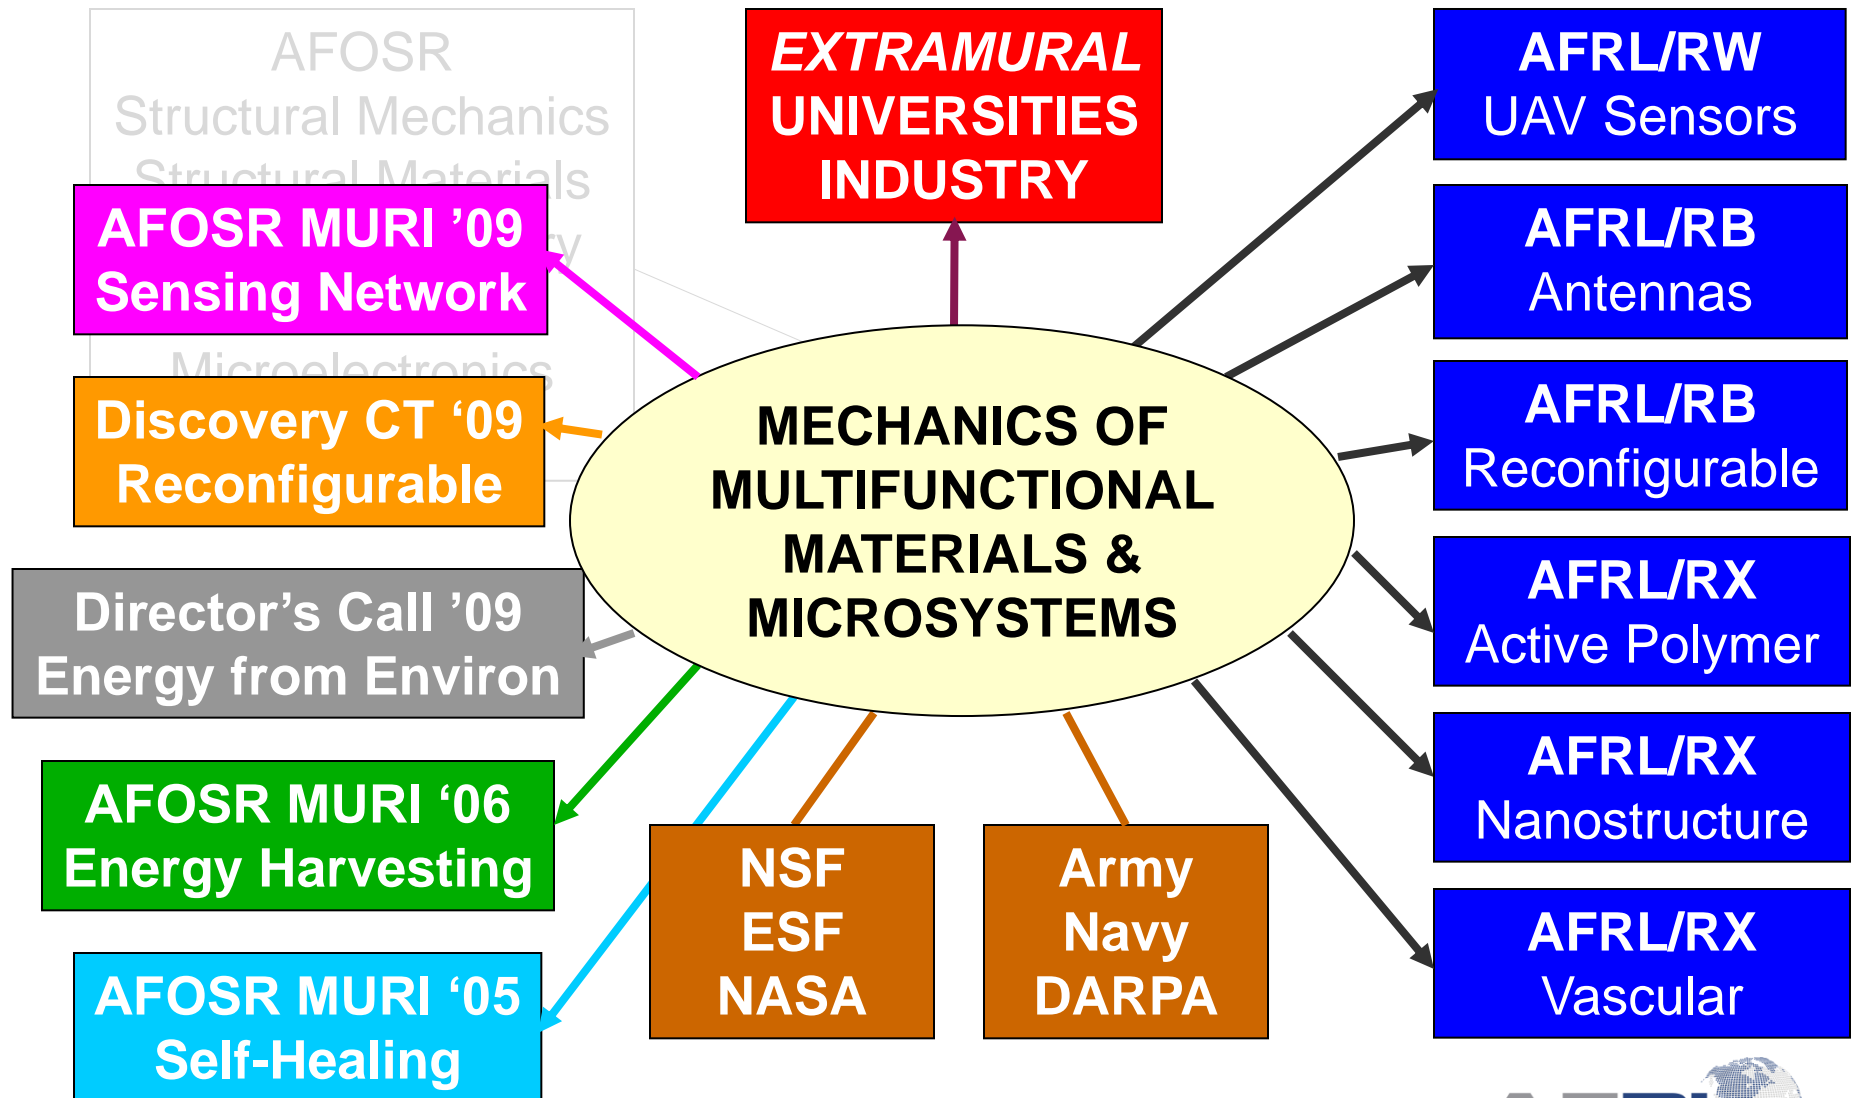 AFOSR
Structural Mechanics
Structural Materials
Microelectronics
EXTRAMURAL
UNIVERSITIES
INDUSTRY
AFOSR MURI ’09
Sensing Network
Discovery CT ‘09
Reconfigurable
Director’s Call ’09
Energy from Environ
AFOSR MURI ‘06
Energy Harvesting
AFOSR MURI ‘05
Self-Healing
MECHANICS OF
MULTIFUNCTIONAL
MATERIALS &
MICROSYSTEMS
NSF
ESF
NASA
Army
Navy
DARPA
AFRL/RW
UAV Sensors
AFRL/RB
Antennas
AFRL/RB
Reconfigurable
AFRL/RX
Active Polymer
AFRL/RX
Nanostructure
AFRL/RX
Vascular